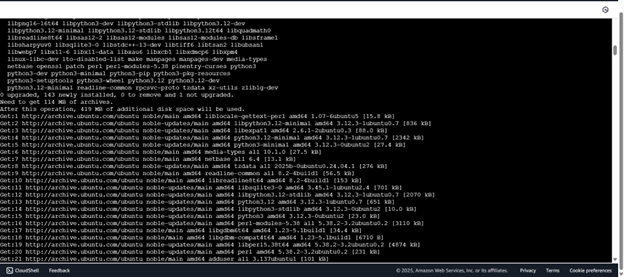 libpng16-16t64 libpython3-dev libpython3-stdlib libpython3.12-dev
libpython3.12-minimal libpython3.12-stdlib libpython3.12t64 libquadmath0
libreadline8t64 libsasl2-2 libsasl2-modules libsasl2-modules-db libsframe1
libsharpyuv0 libsqlite3-0 libstdc++-13-dev libtiff6 libtsan2 libubsan1
libwebp7 libx11-6 libx11-data libxau6 libxcb1 libxdmcp6 libxpm4
linux-libc-dev lto-disabled-list make manpages manpages-dev media-types
netbase openssl patch perl perl-modules-5.38 pinentry-curses python3
python3-dev python3-minimal python3-pip python3-pkg-resources
python3-setuptools python3-wheel python3.12 python3.12-dev
python3.12-minimal readline-common rpcsvc-proto tzdata xz-utils zlib1g-dev
0 upgraded, 143 newly installed, 0 to remove and 1 not upgraded.
Need to get 114 MB of archives.
After this operation, 419 MB of additional disk space will be used.
Get:1 http://archive.ubuntu.com/ubuntu noble/main amd64 liblocale-gettext-perl amd64 1.07-6ubuntu5 [15.8 kB]
Get:2 http://archive.ubuntu.com/ubuntu noble-updates/main amd64 libpython3.12-minimal amd64 3.12.3-1ubuntu0.7 [836 kB]
Get:3 http://archive.ubuntu.com/ubuntu noble-updates/main amd64 libexpat1 amd64 2.6.1-2ubuntu0.3 [88.0 kB]
Get:4 http://archive.ubuntu.com/ubuntu noble-updates/main amd64 python3.12-minimal amd64 3.12.3-1ubuntu0.7 [2342 kB]
Get:5 http://archive.ubuntu.com/ubuntu noble-updates/main amd64 python3-minimal amd64 3.12.3-0ubuntu2 [27.4 kB]
Get:6 http://archive.ubuntu.com/ubuntu noble/main amd64 media-types all 10.1.0 [27.5 kB]
Get:7 http://archive.ubuntu.com/ubuntu noble/main amd64 netbase all 6.4 [13.1 kB]
Get:8 http://archive.ubuntu.com/ubuntu noble-updates/main amd64 tzdata all 2025b-0ubuntu0.24.04.1 [276 kB]
Get:9 http://archive.ubuntu.com/ubuntu noble/main amd64 readline-common all 8.2-4build1 [56.5 kB]
Get:10 http://archive.ubuntu.com/ubuntu noble/main amd64 libreadline8t64 amd64 8.2-4build1 [153 kB]
Get:11 http://archive.ubuntu.com/ubuntu noble-updates/main amd64 libsqlite3-0 amd64 3.45.1-1ubuntu2.4 [701 kB]
Get:12 http://archive.ubuntu.com/ubuntu noble-updates/main amd64 libpython3.12-stdlib amd64 3.12.3-1ubuntu0.7 [2070 kB]
Get:13 http://archive.ubuntu.com/ubuntu noble-updates/main amd64 python3.12 amd64 3.12.3-1ubuntu0.7 [651 kB]
Get:14 http://archive.ubuntu.com/ubuntu noble-updates/main amd64 libpython3-stdlib amd64 3.12.3-0ubuntu2 [10.0 kB]
Get:15 http://archive.ubuntu.com/ubuntu noble-updates/main amd64 python3 amd64 3.12.3-0ubuntu2 [23.0 kB]
Get:16 http://archive.ubuntu.com/ubuntu noble-updates/main amd64 perl-modules-5.38 all 5.38.2-3.2ubuntu0.2 [3110 kB]
Get:17 http://archive.ubuntu.com/ubuntu noble/main amd64 libgdbm6t64 amd64 1.23-5.1build1 [34.4 kB]
Get:18 http://archive.ubuntu.com/ubuntu noble/main amd64 libgdbm-compat4t64 amd64 1.23-5.1build1 [6710 B]
Get:19 http://archive.ubuntu.com/ubuntu noble-updates/main amd64 libperl5.38t64 amd64 5.38.2-3.2ubuntu0.2 [4874 kB]
Get:20 http://archive.ubuntu.com/ubuntu noble-updates/main amd64 perl amd64 5.38.2-3.2ubuntu0.2 [231 kB]
Get:21 http://archive.ubuntu.com/ubuntu noble/main amd64 adduser all 3.137ubuntu1 [101 kB]
CloudShell Feedback © 2025, Amazon Web Services, Inc. or its affiliates. Privacy Terms Cookie preferences